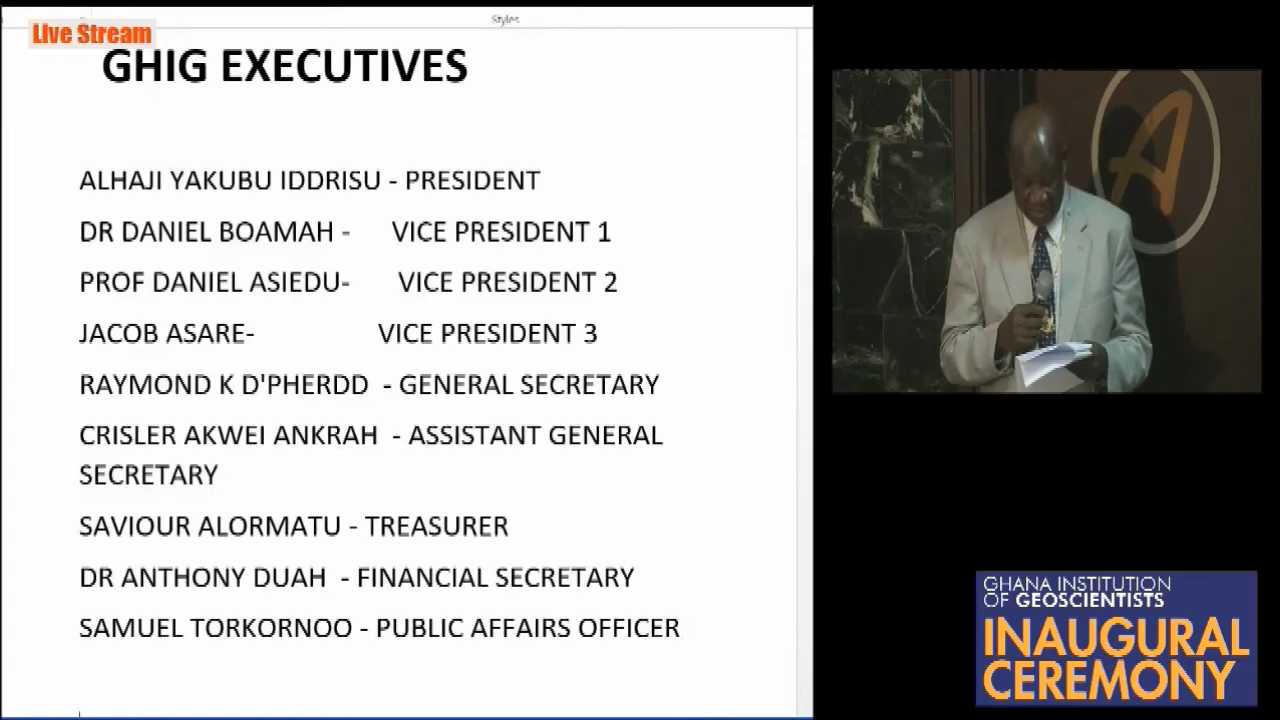 Styles
Live Stream
GHIG EXECUTIVES
ALHAJI YAKUBU IDDRISU - PRESIDENT
DR DANIEL BOAMAH - VICE PRESIDENT 1
PROF DANIEL ASIEDU- VICE PRESIDENT 2
JACOB ASARE- VICE PRESIDENT 3
RAYMOND K D'PHERDD - GENERAL SECRETARY
CRISLER AKWEI ANKRAH - ASSISTANT GENERAL
SECRETARY
SAVIOUR ALORMATU - TREASURER
DR ANTHONY DUAH - FINANCIAL SECRETARY
SAMUEL TORKORNOO - PUBLIC AFFAIRS OFFICER
A
GHANA INSTITUTION
OF GEOSCIENTISTS
INAUGURAL
CEREMONY